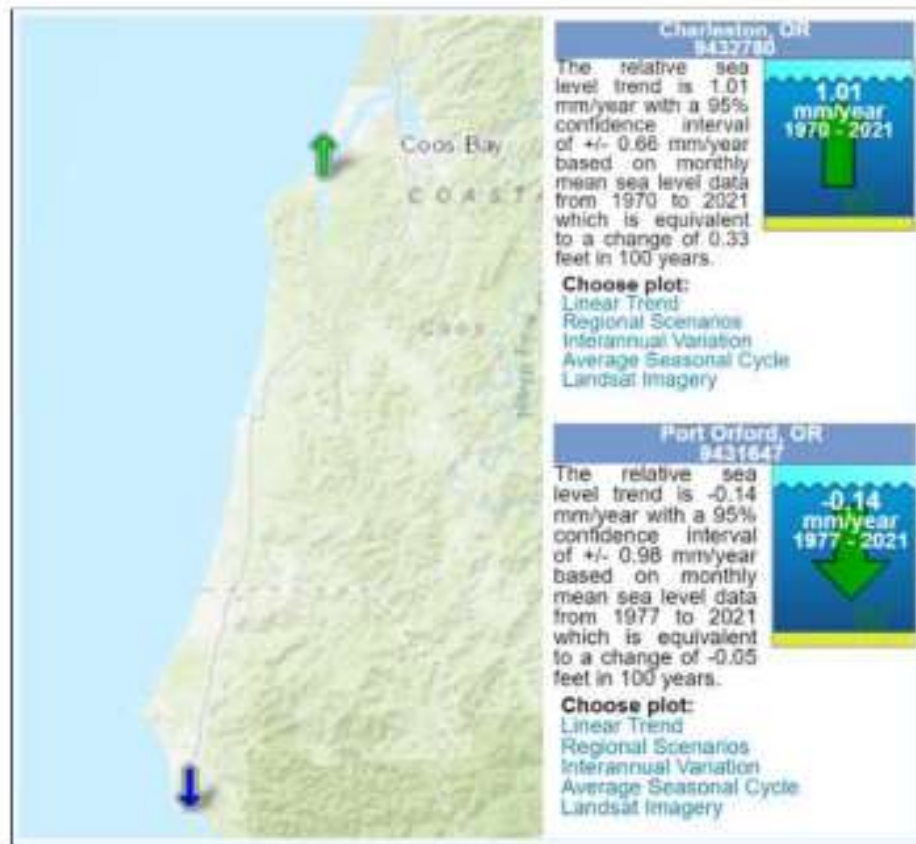 Coos Bay
COAST
Coos
Charleston, OR
9432780
The relative sea
level trend is 1.01
mm/year with a 95%
confidence interval
of +/- 0.66 mm/year
based on monthly
mean sea level data
from 1970 to 2021
which is equivalent
to a change of 0.33
feet in 100 years.
1.01
mm/year
1970 - 2021
Choose plot:
Linear Trend
Regional Scenarios
Interannual Variation
Average Seasonal Cycle
Landsat Imagery
Port Orford, OR
9431647
The relative sea
level trend is -0.14
mm/year with a 95%
confidence interval
of +/- 0.98 mm/year
based on monthly
mean sea level data
from 1977 to 2021
which is equivalent
to a change of -0.05
feet in 100 years.
-0.14
mm/year
1977 - 2021
Choose plot:
Linear Trend
Regional Scenarios
Interannual Variation
Average Seasonal Cycle
Landsat Imagery